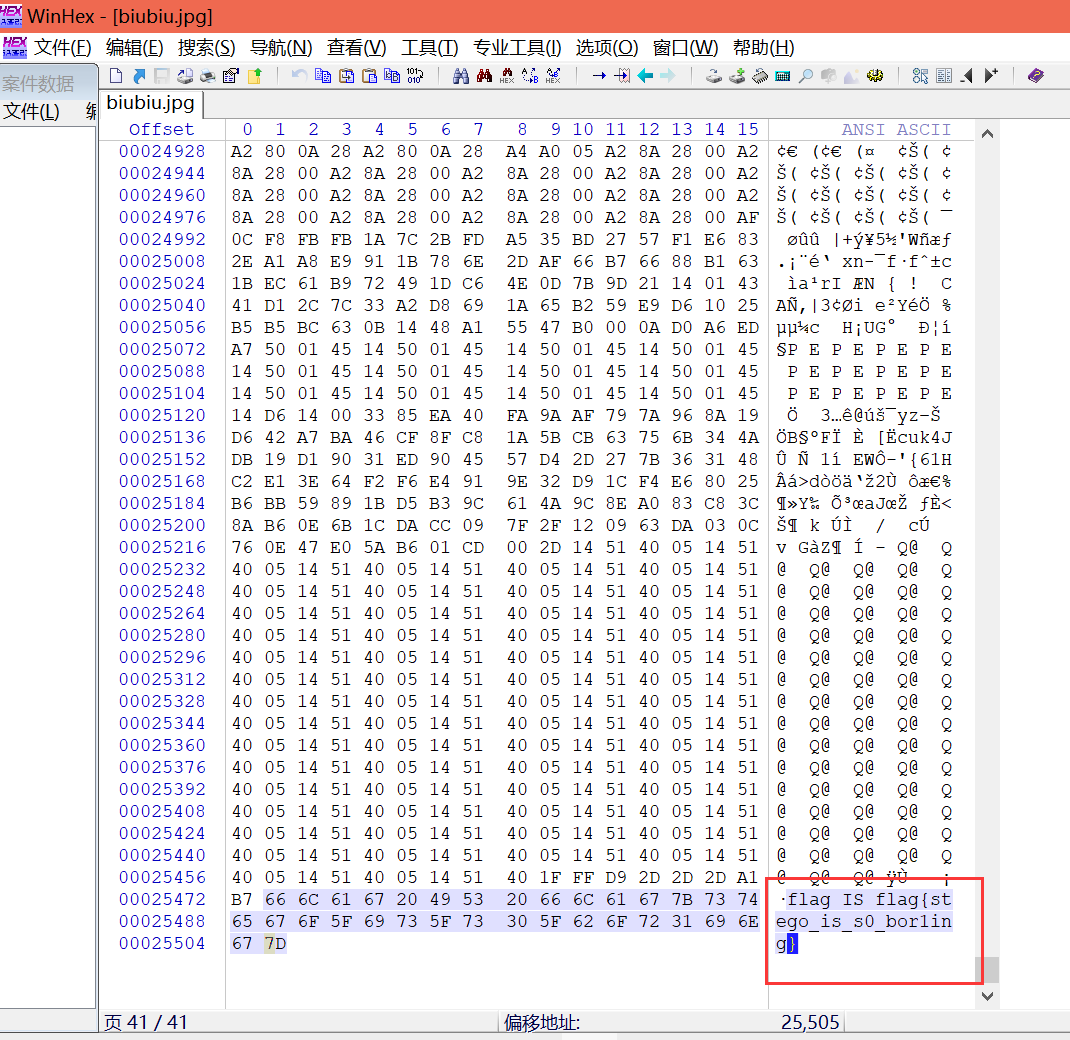 WinHex - [biubiu.jpg]
文件(F) 编辑(E) 搜索(S) 导航(N) 查看(V) 工具(T) 专业工具(I) 选项(O) 窗口(W) 帮助(H)
案件数据
文件(L)
biubiu.jpg
Offset 0 1 2 3 4 5 6 7 8 9 10 11 12 13 14 15 ANSI ASCII
00024928 A2 80 0A 28 A2 80 0A 28 A4 A0 05 A2 8A 28 00 A2 ¢€ (¢€ (¤ ¢Š( ¢
00024944 8A 28 00 A2 8A 28 00 A2 8A 28 00 A2 8A 28 00 A2 Š( ¢Š( ¢Š( ¢Š( ¢
00024960 8A 28 00 A2 8A 28 00 A2 8A 28 00 A2 8A 28 00 A2 Š( ¢Š( ¢Š( ¢Š( ¢
00024976 8A 28 00 A2 8A 28 00 A2 8A 28 00 A2 8A 28 00 AF Š( ¢Š( ¢Š( ¢Š( ¯
00024992 0C F8 FB FB 1A 7C 2B FD A5 35 BD 27 57 F1 E6 83 øûû |+ý¥5½'Wñæƒ
00025008 2E A1 A8 E9 91 1B 78 6E 2D AF 66 B7 66 88 B1 63 .¡¨é‘ xn-¯f·fˆ±c
00025024 1B EC 61 B9 72 49 1D C6 4E 0D 7B 9D 21 14 01 43 ìa¹rI ÆN { ! C
00025040 41 D1 2C 7C 33 A2 D8 69 1A 65 B2 59 E9 D6 10 25 AÑ,|3¢Øi e²YéÖ %
00025056 B5 B5 BC 63 0B 14 48 A1 55 47 B0 00 0A D0 A6 ED µµ¼c H¡UG° Ð¦í
00025072 A7 50 01 45 14 50 01 45 14 50 01 45 14 50 01 45 §P E P E P E P E
00025088 14 50 01 45 14 50 01 45 14 50 01 45 14 50 01 45 P E P E P E P E
00025104 14 50 01 45 14 50 01 45 14 50 01 45 14 50 01 45 P E P E P E P E
00025120 14 D6 14 00 33 85 EA 40 FA 9A AF 79 7A 96 8A 19 Ö 3…ê@úš¯yz–Š
00025136 D6 42 A7 BA 46 CF 8F C8 1A 5B CB 63 75 6B 34 4A ÖB§ºFÏ È [Ëcuk4J
00025152 DB 19 D1 90 31 ED 90 45 57 D4 2D 27 7B 36 31 48 Û Ñ 1í EWÔ-'{61H
00025168 C2 E1 3E 64 F2 F6 E4 91 9E 32 D9 1C F4 E6 80 25 Âá>dòöä‘ž2Ù ôæ€%
00025184 B6 BB 59 89 1B D5 B3 9C 61 4A 9C 8E A0 83 C8 3C ¶»Y‰ Õ³œaJœŽ ƒÈ<
00025200 8A B6 0E 6B 1C DA CC 09 7F 2F 12 09 63 DA 03 0C Š¶ k ÚÌ / cÚ
00025216 76 0E 47 E0 5A B6 01 CD 00 2D 14 51 40 05 14 51 v GàZ¶ Í - Q@ Q
00025232 40 05 14 51 40 05 14 51 40 05 14 51 40 05 14 51 @ Q@ Q@ Q@ Q
00025248 40 05 14 51 40 05 14 51 40 05 14 51 40 05 14 51 @ Q@ Q@ Q@ Q
00025264 40 05 14 51 40 05 14 51 40 05 14 51 40 05 14 51 @ Q@ Q@ Q@ Q
00025280 40 05 14 51 40 05 14 51 40 05 14 51 40 05 14 51 @ Q@ Q@ Q@ Q
00025296 40 05 14 51 40 05 14 51 40 05 14 51 40 05 14 51 @ Q@ Q@ Q@ Q
00025312 40 05 14 51 40 05 14 51 40 05 14 51 40 05 14 51 @ Q@ Q@ Q@ Q
00025328 40 05 14 51 40 05 14 51 40 05 14 51 40 05 14 51 @ Q@ Q@ Q@ Q
00025344 40 05 14 51 40 05 14 51 40 05 14 51 40 05 14 51 @ Q@ Q@ Q@ Q
00025360 40 05 14 51 40 05 14 51 40 05 14 51 40 05 14 51 @ Q@ Q@ Q@ Q
00025376 40 05 14 51 40 05 14 51 40 05 14 51 40 05 14 51 @ Q@ Q@ Q@ Q
00025392 40 05 14 51 40 05 14 51 40 05 14 51 40 05 14 51 @ Q@ Q@ Q@ Q
00025408 40 05 14 51 40 05 14 51 40 05 14 51 40 05 14 51 @ Q@ Q@ Q@ Q
00025424 40 05 14 51 40 05 14 51 40 05 14 51 40 05 14 51 @ Q@ Q@ Q@ Q
00025440 40 05 14 51 40 05 14 51 40 05 14 51 40 05 14 51 @ Q@ Q@ Q@ Q
00025456 40 05 14 51 40 05 14 51 40 1F FF D9 2D 2D 2D A1 @ Q@ Q@ ÿÙ ¡
00025472 B7 66 6C 61 67 20 49 53 20 66 6C 61 67 7B 73 74 ·flag IS flag{st
00025488 65 67 6F 5F 69 73 5F 73 30 5F 62 6F 72 31 69 6E ego_is_s0_bor1in
00025504 67 7D g}
页 41 / 41 偏移地址: 25,505